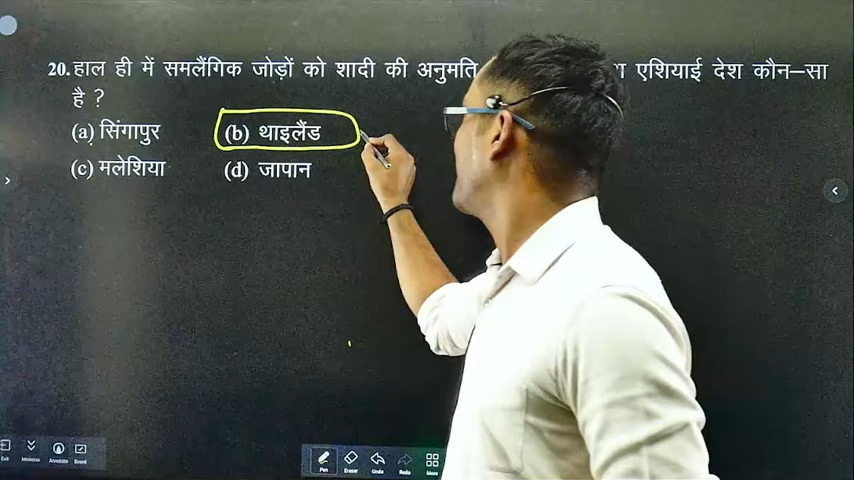 20. हाल ही में समलैंगिक जोड़ों को शादी की अनुमति एशियाई देश कौन–सा
है ?
(a) सिंगापुर (b) थाइलैंड
(c) मलेशिया (d) जापान
Exit Minimize Annotate Board Pen Eraser Undo Redo More